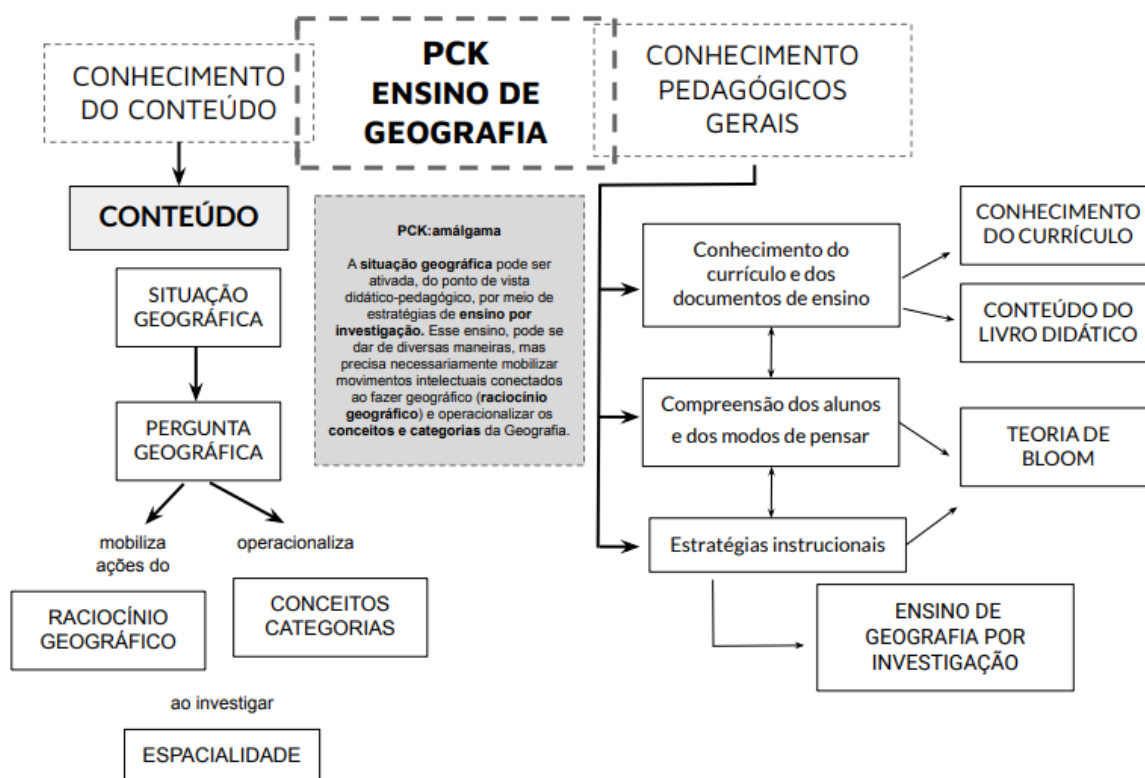 CONHECIMENTO
DO CONTEÚDO
PCK
ENSINO DE
GEOGRAFIA
CONHECIMENTO
PEDAGÓGICOS
GERAIS
CONTEÚDO
SITUAÇÃO
GEOGRÁFICA
PERGUNTA
GEOGRÁFICA
mobiliza
ações do
operacionaliza
RACIOCÍNIO
GEOGRÁFICO
CONCEITOS
CATEGORIAS
ao investigar
ESPACIALIDADE
PCK:amálgama
A situação geográfica pode ser
ativada, do ponto de vista
didático-pedagógico, por meio de
estratégias de ensino por
investigação. Esse ensino, pode se
dar de diversas maneiras, mas
precisa necessariamente mobilizar
movimentos intelectuais conectados
ao fazer geográfico (raciocínio
geográfico) e operacionalizar os
conceitos e categorias da Geografia.
Conhecimento do
currículo e dos
documentos de ensino
CONHECIMENTO
DO CURRÍCULO
CONTEÚDO DO
LIVRO DIDÁTICO
Compreensão dos alunos
e dos modos de pensar
TEORIA DE
BLOOM
Estratégias instrucionais
ENSINO DE
GEOGRAFIA POR
INVESTIGAÇÃO